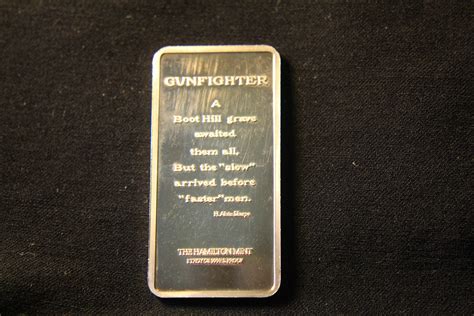 GUNFIGHTER
A
Boot Hill grave
awaited
them all,
But the "slow"
arrived before
"faster" men.
THE HAMILTON MINT